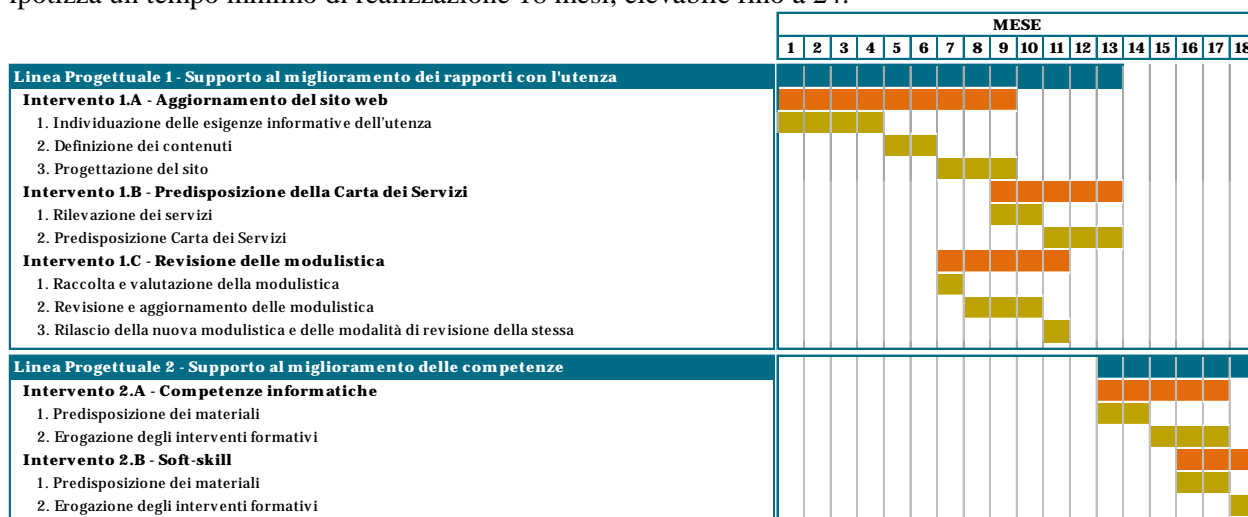 ipotizza un tempo minimo di realizzazione 18 mesi, elevabile fino a 24.
MESE
1 2 3 4 5 6 7 8 9 10 11 12 13 14 15 16 17 18
Linea Progettuale 1 - Supporto al miglioramento dei rapporti con l'utenza
Intervento 1.A - Aggiornamento del sito web
1. Individuazione delle esigenze informative dell'utenza
2. Definizione dei contenuti
3. Progettazione del sito
Intervento 1.B - Predisposizione della Carta dei Servizi
1. Rilevazione dei servizi
2. Predisposizione Carta dei Servizi
Intervento 1.C - Revisione delle modulistica
1. Raccolta e valutazione della modulistica
2. Revisione e aggiornamento delle modulistica
3. Rilascio della nuova modulistica e delle modalità di revisione della stessa
Linea Progettuale 2 - Supporto al miglioramento delle competenze
Intervento 2.A - Competenze informatiche
1. Predisposizione dei materiali
2. Erogazione degli interventi formativi
Intervento 2.B - Soft-skill
1. Predisposizione dei materiali
2. Erogazione degli interventi formativi